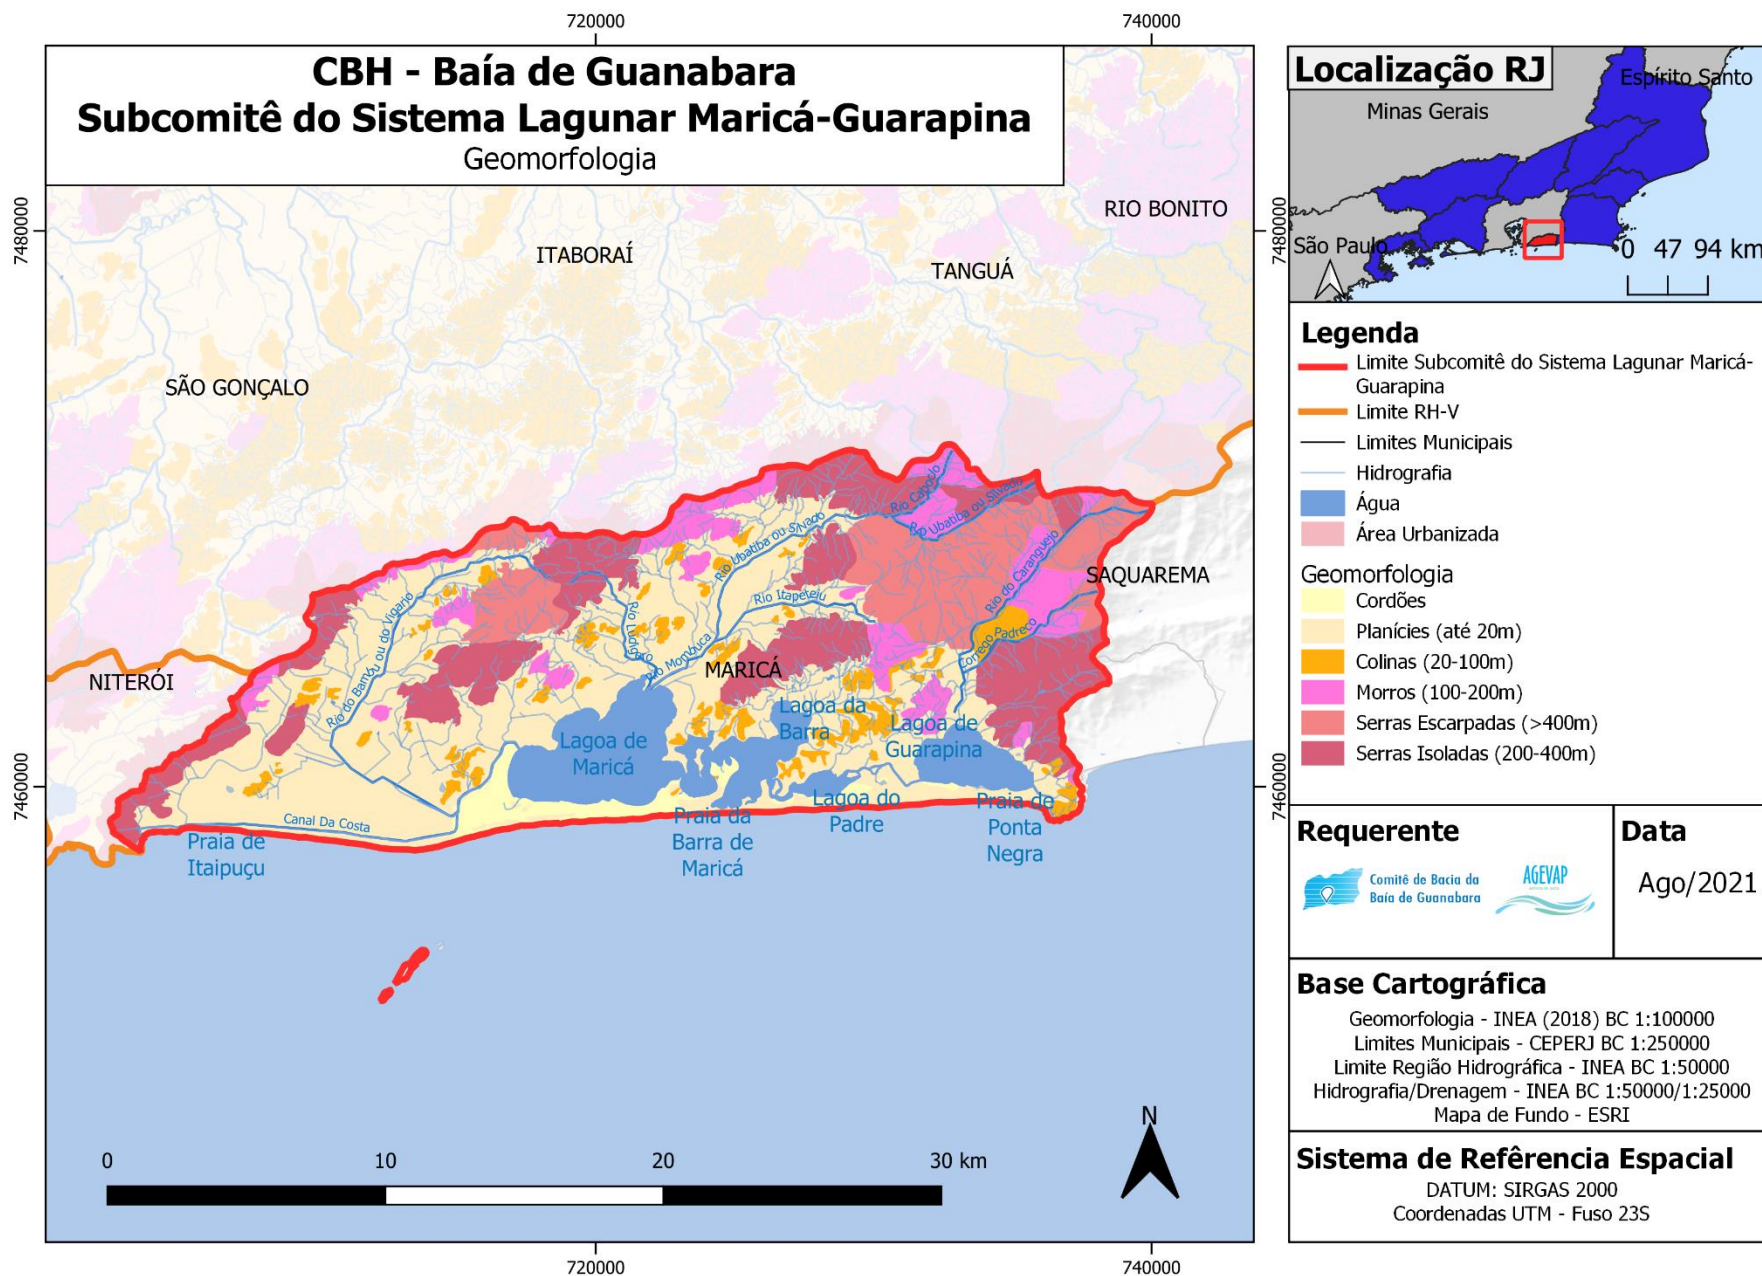 720000
740000
CBH - Baía de Guanabara
Subcomitê do Sistema Lagunar Maricá-Guarapina
Geomorfologia
7480000
7480000
RIO BONITO
ITABORAÍ
TANGUÁ
SÃO GONÇALO
Rio Caboclo
Rio Ubatiba ou Silvado
Rio Ubatiba ou Silvado
Rio do Caranguejo
SAQUAREMA
Rio Itapeteiu
Rio do Bambu ou do Vigário
Rio Ludigério
Rio Mombuca
Córrego Padreco
MARICÁ
NITERÓI
Lagoa da
Barra
Lagoa de
Guarapina
Lagoa de
Maricá
7460000
7460000
Lagoa do
Padre
Praia de
Ponta
Negra
Praia da
Barra de
Maricá
Canal Da Costa
Praia de
Itaipuçu
0 10 20 30 km
N
720000
740000
Localização RJ
Espírito Santo
Minas Gerais
São Paulo
0 47 94 km
Legenda
Limite Subcomitê do Sistema Lagunar Maricá-
Guarapina
Limite RH-V
Limites Municipais
Hidrografia
Água
Área Urbanizada
Geomorfologia
Cordões
Planícies (até 20m)
Colinas (20-100m)
Morros (100-200m)
Serras Escarpadas (>400m)
Serras Isoladas (200-400m)
Requerente
Comitê de Bacia da
Baía de Guanabara
AGEVAP
Data
Ago/2021
Base Cartográfica
Geomorfologia - INEA (2018) BC 1:100000
Limites Municipais - CEPERJ BC 1:250000
Limite Região Hidrográfica - INEA BC 1:50000
Hidrografia/Drenagem - INEA BC 1:50000/1:25000
Mapa de Fundo - ESRI
Sistema de Refêrencia Espacial
DATUM: SIRGAS 2000
Coordenadas UTM - Fuso 23S